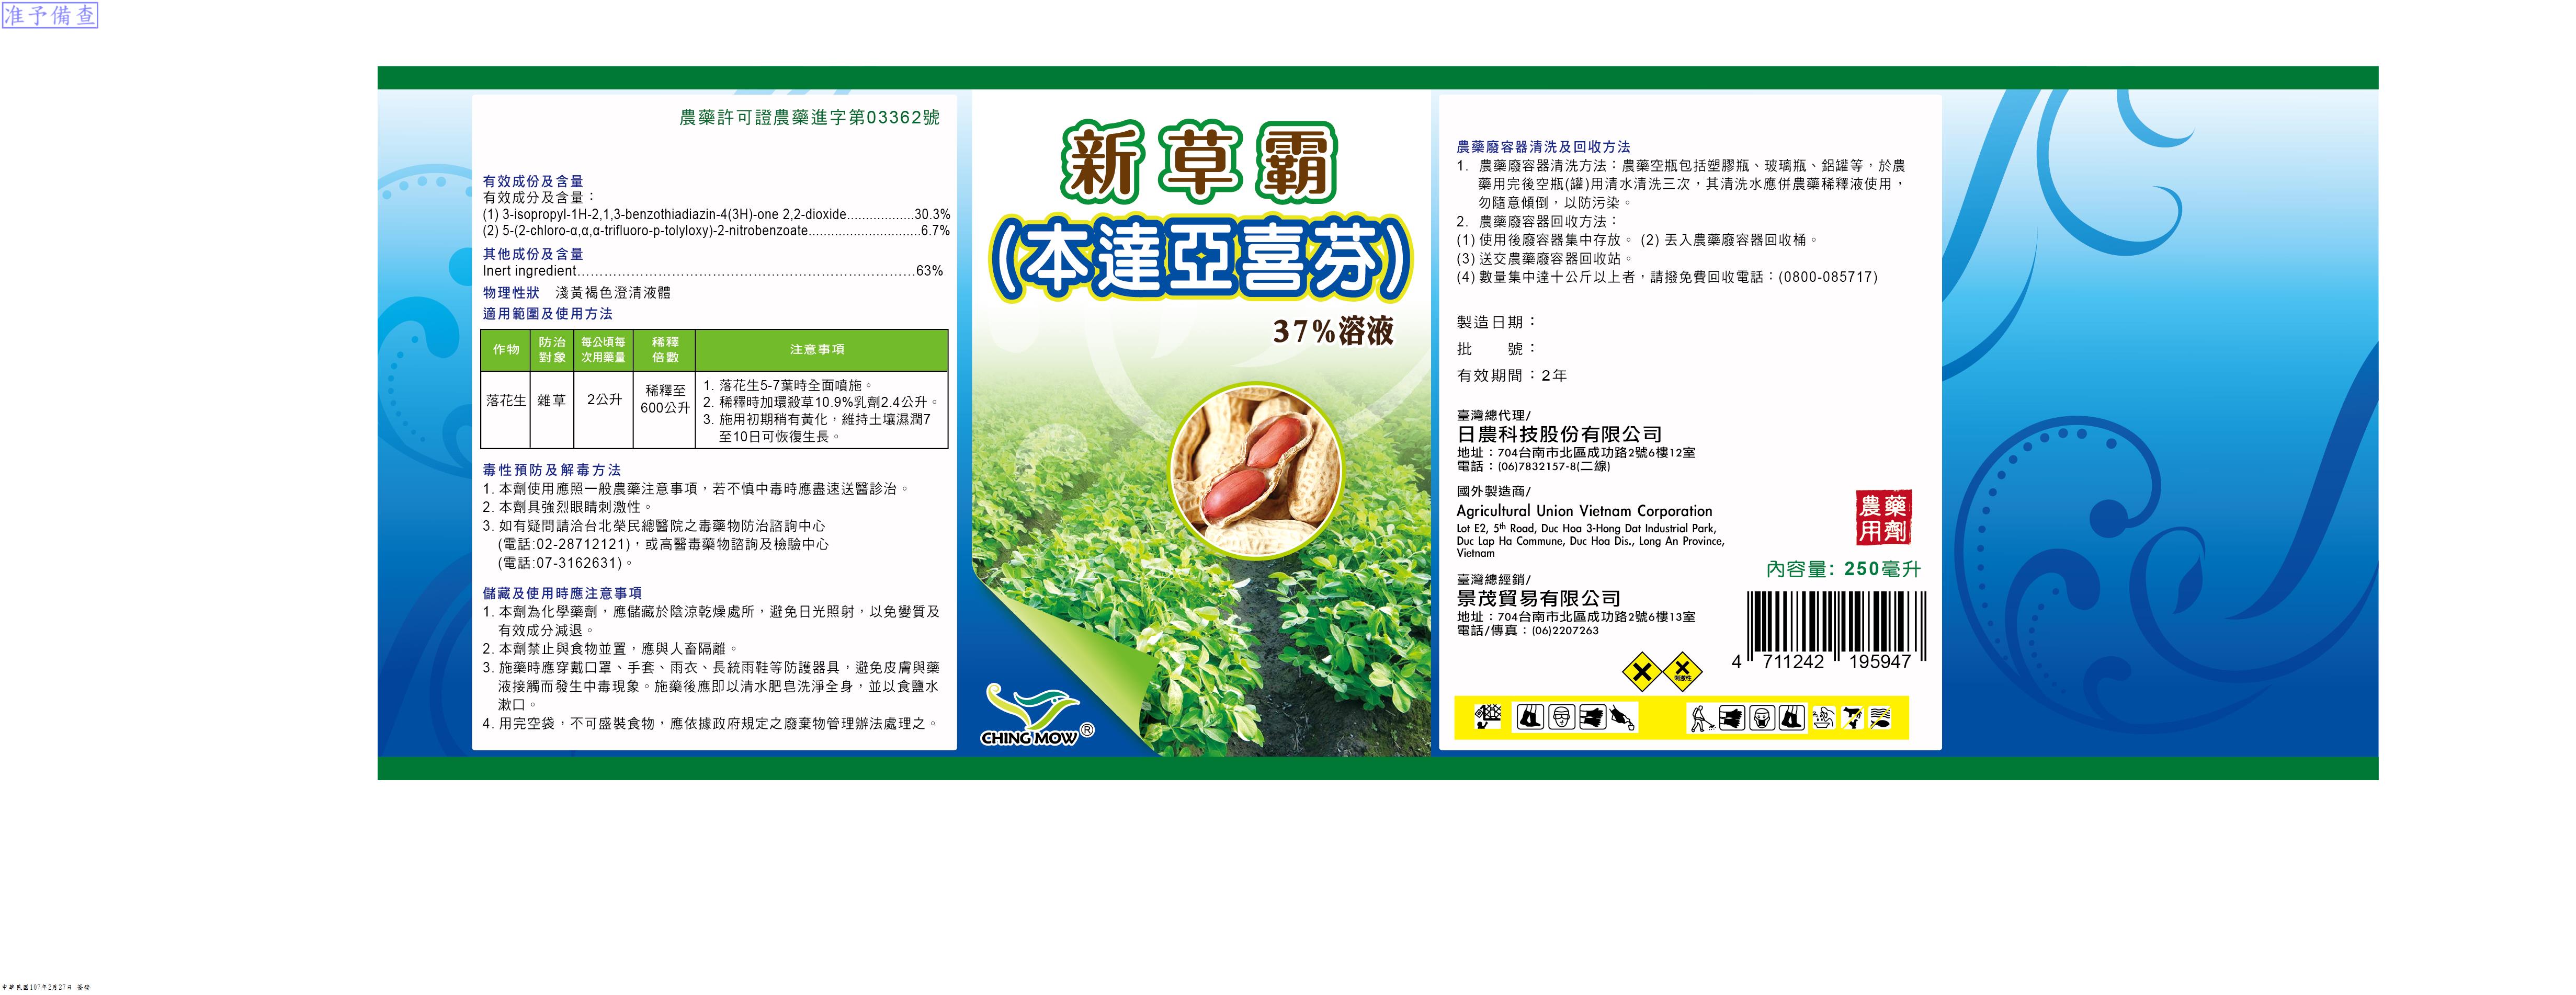 准予備查
農藥許可證農藥進字第03362號
有效成份及含量
有效成分及含量：
(1) 3-isopropyl-1H-2,1,3-benzothiadiazin-4(3H)-one 2,2-dioxide..................30.3%
(2) 5-(2-chloro-α,α,α-trifluoro-p-tolyloxy)-2-nitrobenzoate..............................6.7%
其他成份及含量
Inert ingredient................................................................63%
物理性狀　淺黃褐色澄清液體
適用範圍及使用方法
作物 防治對象 每公頃每次用藥量 稀釋倍數 注意事項
落花生 雜草 2公升 稀釋至600公升
1. 落花生5-7葉時全面噴施。
2. 稀釋時加環殺草10.9%乳劑2.4公升。
3. 施用初期稍有黃化，維持土壤濕潤7
至10日可恢復生長。
毒性預防及解毒方法
1. 本劑使用應照一般農藥注意事項，若不慎中毒時應盡速送醫診治。
2. 本劑具強烈眼睛刺激性。
3. 如有疑問請洽台北榮民總醫院之毒藥物防治諮詢中心
(電話:02-28712121)，或高醫毒藥物諮詢及檢驗中心
(電話:07-3162631)。
儲藏及使用時應注意事項
1. 本劑為化學藥劑，應儲藏於陰涼乾燥處所，避免日光照射，以免變質及
有效成分減退。
2. 本劑禁止與食物並置，應與人畜隔離。
3. 施藥時應穿戴口罩、手套、雨衣、長統雨鞋等防護器具，避免皮膚與藥
液接觸而發生中毒現象。施藥後應即以清水肥皂洗淨全身，並以食鹽水
漱口。
4. 用完空袋，不可盛裝食物，應依據政府規定之廢棄物管理辦法處理之。
新草霸
(本達亞喜芬)
37%溶液
CHING MOW ®
農藥廢容器清洗及回收方法
1. 農藥廢容器清洗方法：農藥空瓶包括塑膠瓶、玻璃瓶、鋁罐等，於農
藥用完後空瓶(罐)用清水清洗三次，其清洗水應併農藥稀釋液使用，
勿隨意傾倒，以防污染。
2. 農藥廢容器回收方法：
(1) 使用後廢容器集中存放。 (2) 丟入農藥廢容器回收桶。
(3) 送交農藥廢容器回收站。
(4) 數量集中達十公斤以上者，請撥免費回收電話：(0800-085717)
製造日期：
批　　號：
有效期間：2年
臺灣總代理/
日農科技股份有限公司
地址：704台南市北區成功路2號6樓12室
電話：(06)7832157-8(二線)
國外製造商/
Agricultural Union Vietnam Corporation
Lot E2, 5th Road, Duc Hoa 3-Hong Dat Industrial Park,
Duc Lap Ha Commune, Duc Hoa Dis., Long An Province,
Vietnam
農藥
用劑
內容量: 250毫升
臺灣總經銷/
景茂貿易有限公司
地址：704台南市北區成功路2號6樓13室
電話/傳真：(06)2207263
4 711242 195947
刺激性
中華民國107年2月27日 簽發